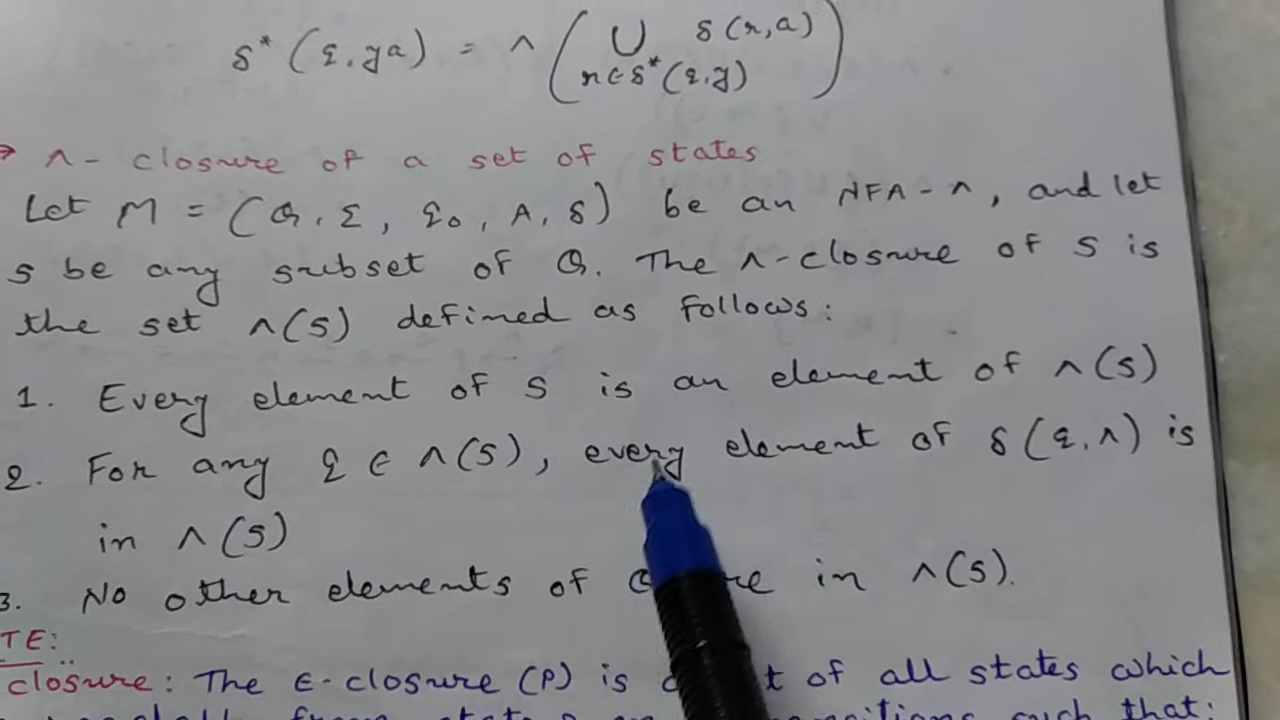 δ* (q, ya) = ∧ ( ∪ δ(r,a) )
r∈δ*(q,y)
→ ∧- closure of a set of states
Let M = (Q, Σ, q₀, A, δ) be an NFA-∧, and let
S be any subset of Q. The ∧-closure of S is
the set ∧(S) defined as follows:
1. Every element of S is an element of ∧(S)
2. For any q ∈ ∧(S), every element of δ(q,∧) is
in ∧(S)
3. No other elements of in ∧(S).
TE:
closure: The ε-closure (P) is of all states which
such that: